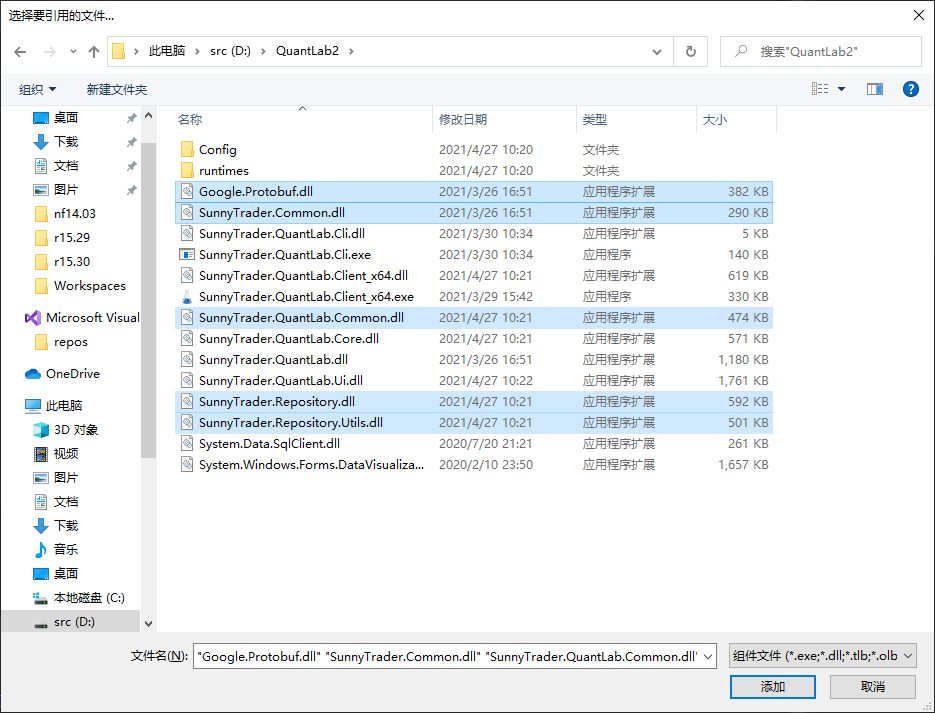 选择要引用的文件...
此电脑 › src (D:) › QuantLab2 ›
搜索"QuantLab2"
组织 新建文件夹
桌面
下载
文档
图片
nf14.03
r15.29
r15.30
Workspaces
Microsoft Visual
repos
OneDrive
此电脑
3D 对象
视频
图片
文档
下载
音乐
桌面
本地磁盘 (C:)
src (D:)
名称 修改日期 类型 大小
Config 2021/4/27 10:20 文件夹
runtimes 2021/4/27 10:20 文件夹
Google.Protobuf.dll 2021/3/26 16:51 应用程序扩展 382 KB
SunnyTrader.Common.dll 2021/3/26 16:51 应用程序扩展 290 KB
SunnyTrader.QuantLab.Cli.dll 2021/3/30 10:34 应用程序扩展 5 KB
SunnyTrader.QuantLab.Cli.exe 2021/3/30 10:34 应用程序 140 KB
SunnyTrader.QuantLab.Client_x64.dll 2021/4/27 10:21 应用程序扩展 619 KB
SunnyTrader.QuantLab.Client_x64.exe 2021/3/29 15:42 应用程序 330 KB
SunnyTrader.QuantLab.Common.dll 2021/4/27 10:21 应用程序扩展 474 KB
SunnyTrader.QuantLab.Core.dll 2021/4/27 10:21 应用程序扩展 571 KB
SunnyTrader.QuantLab.dll 2021/3/26 16:51 应用程序扩展 1,180 KB
SunnyTrader.QuantLab.Ui.dll 2021/4/27 10:22 应用程序扩展 1,761 KB
SunnyTrader.Repository.dll 2021/4/27 10:21 应用程序扩展 592 KB
SunnyTrader.Repository.Utils.dll 2021/4/27 10:21 应用程序扩展 501 KB
System.Data.SqlClient.dll 2020/7/20 21:21 应用程序扩展 261 KB
System.Windows.Forms.DataVisualiza... 2020/2/10 23:50 应用程序扩展 1,657 KB
文件名(N): "Google.Protobuf.dll" "SunnyTrader.Common.dll" "SunnyTrader.QuantLab.Common.dll" 组件文件 (*.exe;*.dll;*.tlb;*.olb
添加 取消